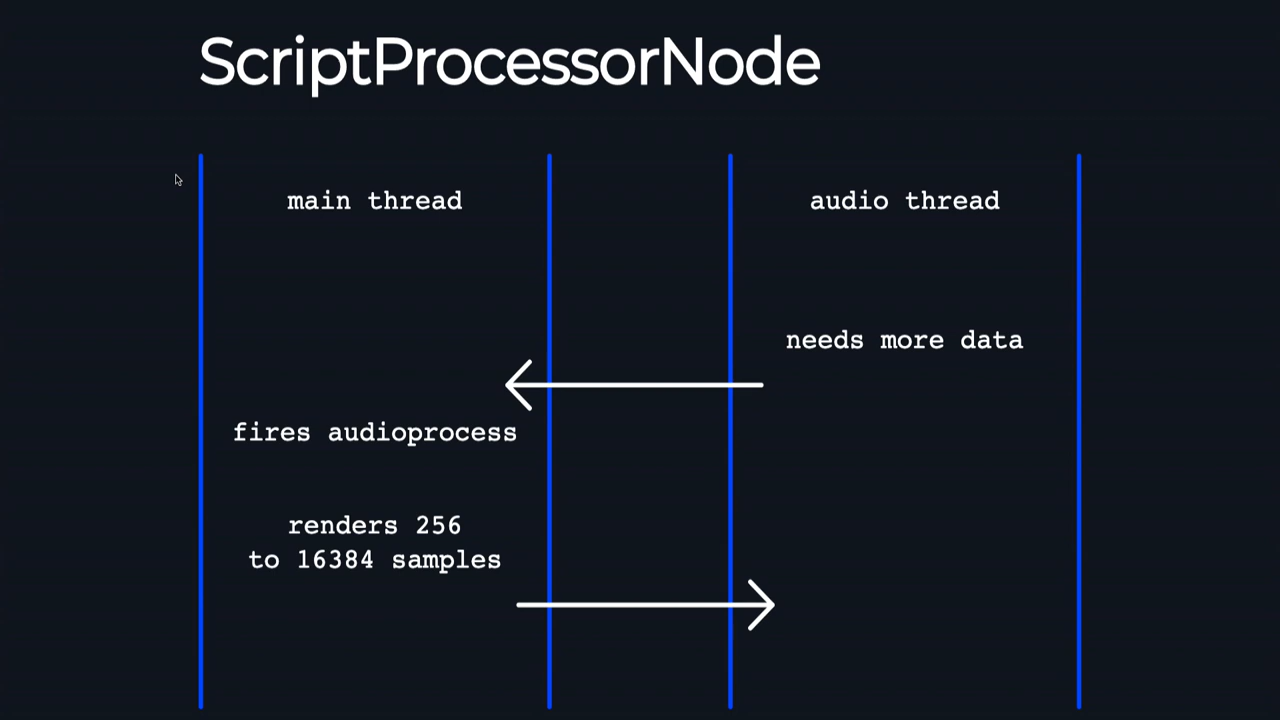 ScriptProcessorNode
main thread
audio thread
needs more data
fires audioprocess
renders 256
to 16384 samples